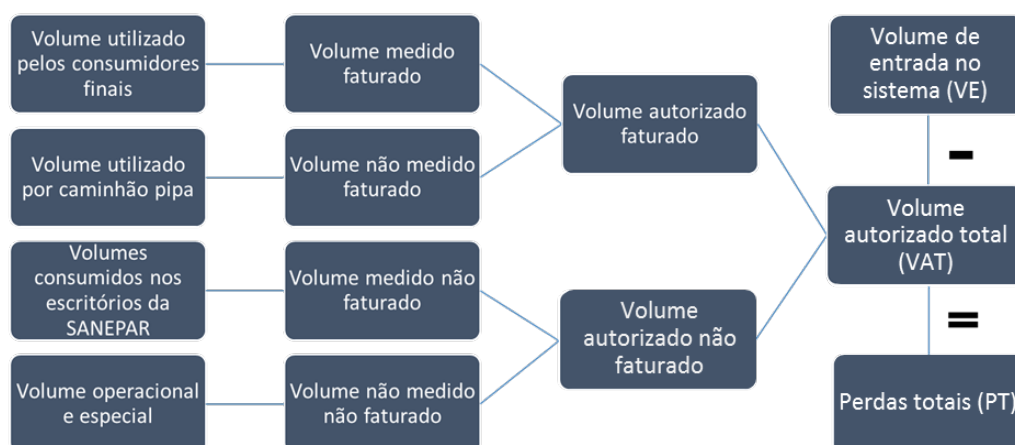 Volume utilizado
pelos consumidores
finais
Volume medido
faturado
Volume utilizado
por caminhão pipa
Volume não medido
faturado
Volume autorizado
faturado
Volumes
consumidos nos
escritórios da
SANEPAR
Volume medido não
faturado
Volume operacional
e especial
Volume não medido
não faturado
Volume
autorizado não
faturado
Volume de
entrada no
sistema (VE)
-
Volume
autorizado total
(VAT)
=
Perdas totais (PT)